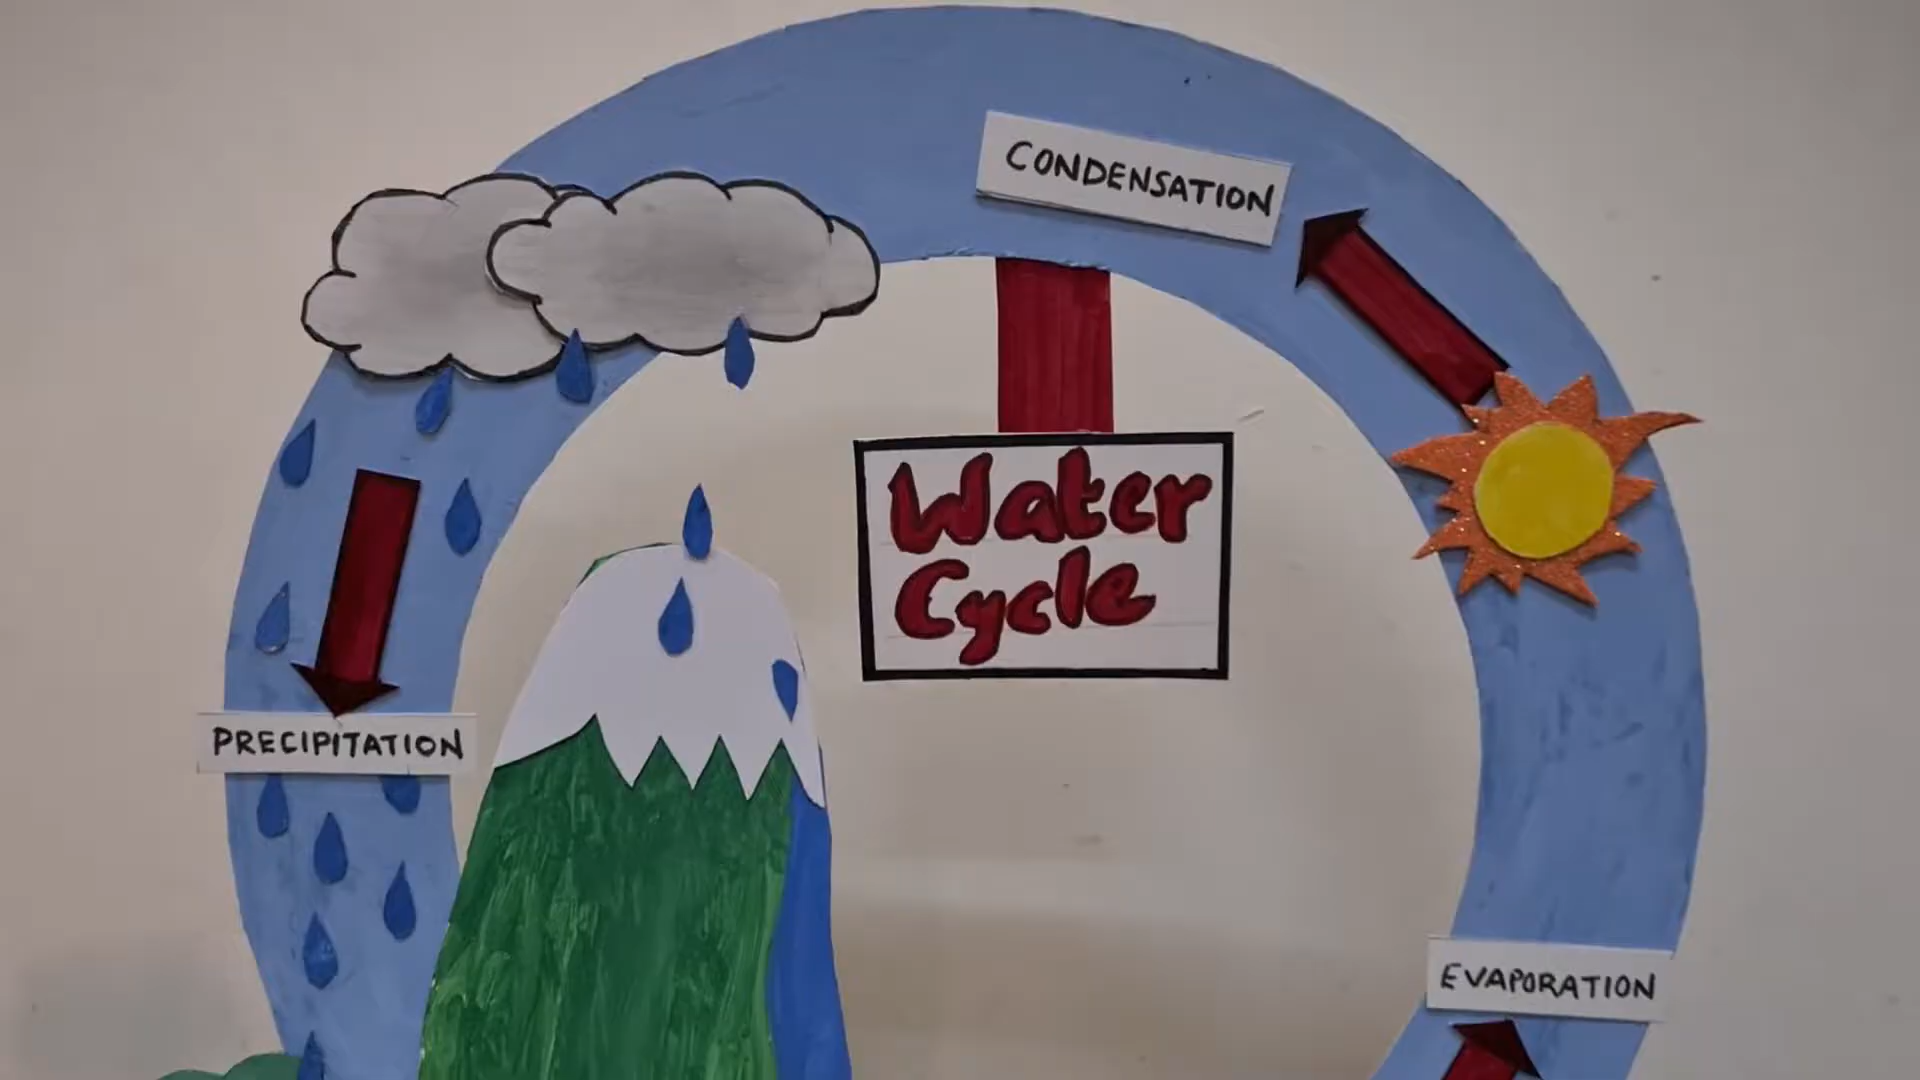 CONDENSATION
Water
Cycle
PRECIPITATION
EVAPORATION